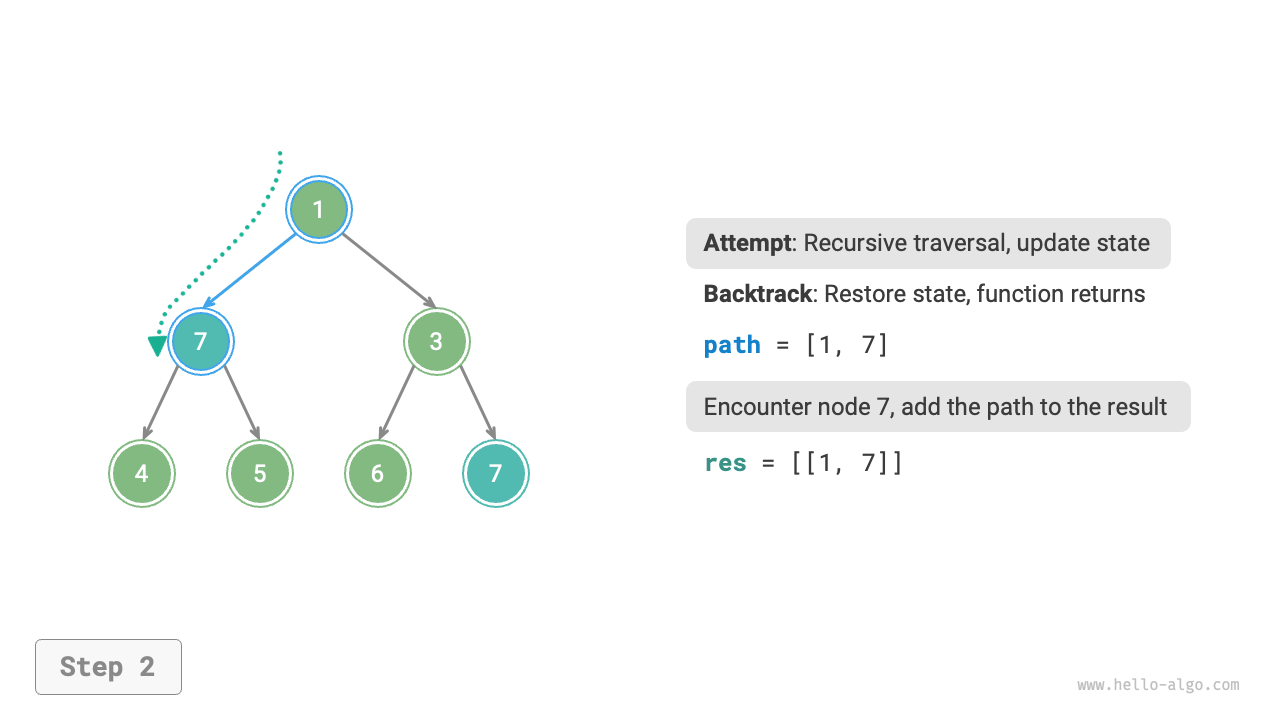 1
7
3
4
5
6
7
Attempt: Recursive traversal, update state
Backtrack: Restore state, function returns
path = [1, 7]
Encounter node 7, add the path to the result
res = [[1, 7]]
Step 2
www.hello-algo.com